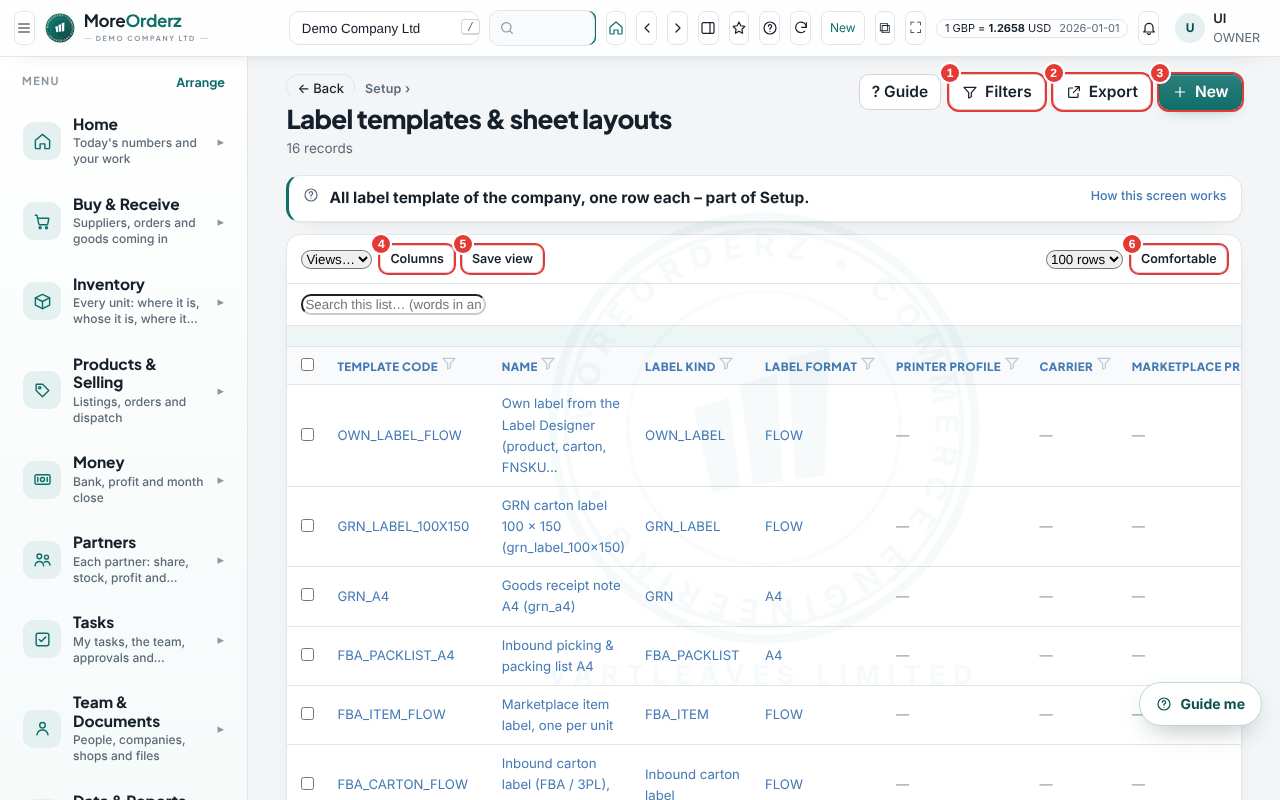 MoreOrderz
— DEMO COMPANY LTD —
Demo Company Ltd
/
New
1 GBP = 1.2658 USD 2026-01-01
U
UI
OWNER
MENU
Arrange
Home
Today's numbers and
your work
Buy & Receive
Suppliers, orders and
goods coming in
Inventory
Every unit: where it is,
whose it is, where it...
Products &
Selling
Listings, orders and
dispatch
Money
Bank, profit and month
close
Partners
Each partner: share,
stock, profit and...
Tasks
My tasks, the team,
approvals and...
Team &
Documents
People, companies,
shops and files
← Back
Setup ›
Label templates & sheet layouts
16 records
? Guide
1
Filters
2
Export
3
+ New
All label template of the company, one row each – part of Setup.
How this screen works
Views...
4
Columns
5
Save view
100 rows
6
Comfortable
Search this list... (words in an
TEMPLATE CODE NAME LABEL KIND LABEL FORMAT PRINTER PROFILE CARRIER MARKETPLACE PR
OWN_LABEL_FLOW
Own label from the
Label Designer
(product, carton,
FNSKU...
OWN_LABEL FLOW — — —
GRN_LABEL_100X150
GRN carton label
100 × 150
(grn_label_100×150)
GRN_LABEL FLOW — — —
GRN_A4
Goods receipt note
A4 (grn_a4)
GRN A4 — — —
FBA_PACKLIST_A4
Inbound picking &
packing list A4
FBA_PACKLIST A4 — — —
FBA_ITEM_FLOW
Marketplace item
label, one per unit
FBA_ITEM FLOW — — —
FBA_CARTON_FLOW
Inbound carton
label (FBA / 3PL),
Inbound carton
label
FLOW — — —
Guide me
MOREORDERZ • COMMERCE ENGINEERING •
ARTLEAVES LIMITED